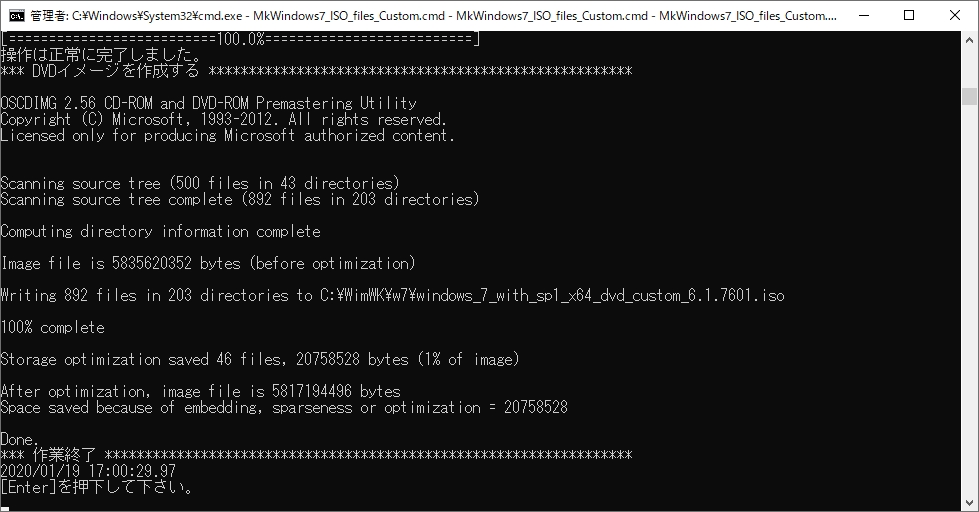 管理者: C:¥Windows¥System32¥cmd.exe - MkWindows7_ISO_files_Custom.cmd - MkWindows7_ISO_files_Custom.cmd - MkWindows7_ISO_files_Custom....
[==========================100.0%==========================]
操作は正常に完了しました。
*** DVDイメージを作成する *****************************************************
OSCDIMG 2.56 CD-ROM and DVD-ROM Premastering Utility
Copyright (C) Microsoft, 1993-2012. All rights reserved.
Licensed only for producing Microsoft authorized content.
Scanning source tree (500 files in 43 directories)
Scanning source tree complete (892 files in 203 directories)
Computing directory information complete
Image file is 5835620352 bytes (before optimization)
Writing 892 files in 203 directories to C:¥WimWK¥w7¥windows_7_with_sp1_x64_dvd_custom_6.1.7601.iso
100% complete
Storage optimization saved 46 files, 20758528 bytes (1% of image)
After optimization, image file is 5817194496 bytes
Space saved because of embedding, sparseness or optimization = 20758528
Done.
*** 作業終了 ******************************************************************
2020/01/19 17:00:29.97
[Enter]を押下して下さい。